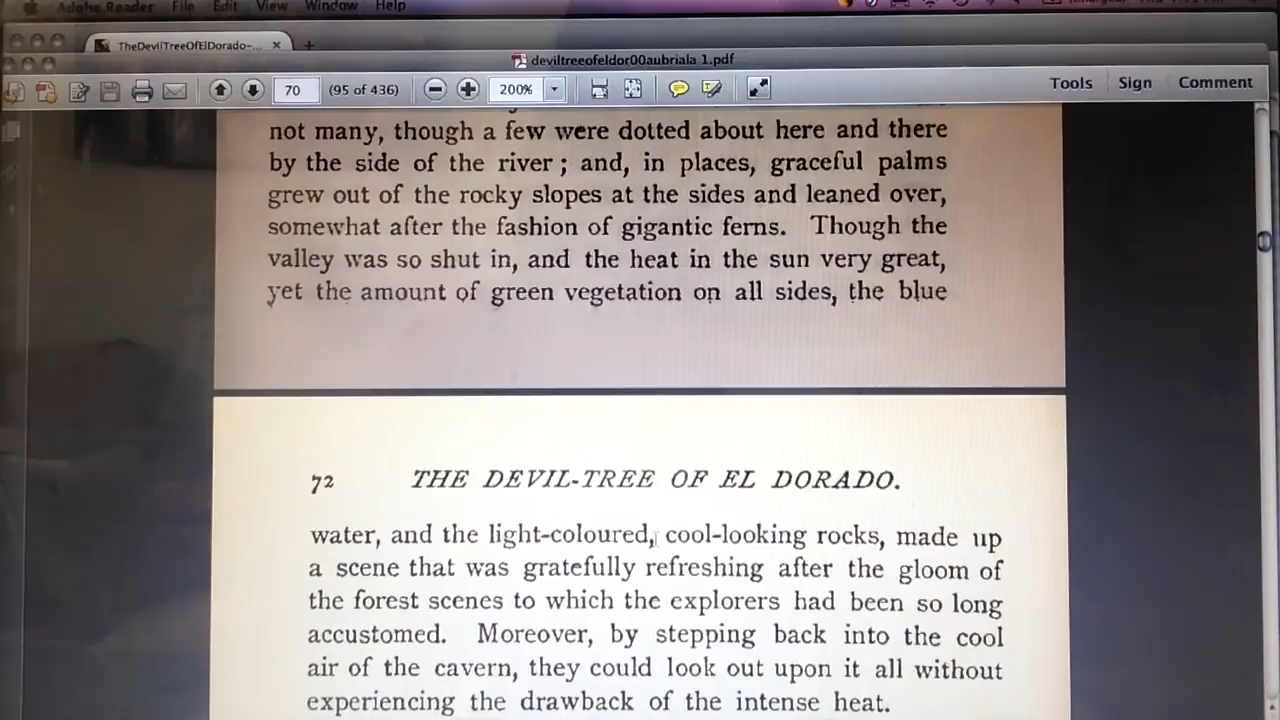 Adobe Reader File Edit View Window Help
TheDevilTreeOfElDorado-...
deviltreeofeldor00aubriala 1.pdf
70 (95 of 436) 200% Tools Sign Comment
not many, though a few were dotted about here and there
by the side of the river ; and, in places, graceful palms
grew out of the rocky slopes at the sides and leaned over,
somewhat after the fashion of gigantic ferns. Though the
valley was so shut in, and the heat in the sun very great,
yet the amount of green vegetation on all sides, the blue
72 THE DEVIL-TREE OF EL DORADO.
water, and the light-coloured, cool-looking rocks, made up
a scene that was gratefully refreshing after the gloom of
the forest scenes to which the explorers had been so long
accustomed. Moreover, by stepping back into the cool
air of the cavern, they could look out upon it all without
experiencing the drawback of the intense heat.